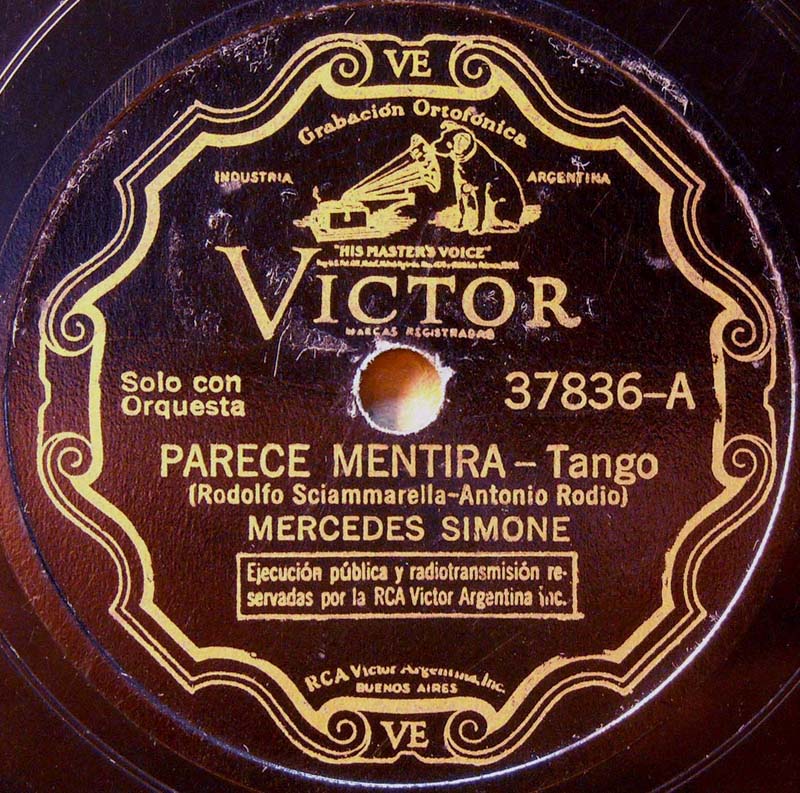 VE
Grabación Ortofónica
INDUSTRIA ARGENTINA
"HIS MASTER'S VOICE"
VICTOR
MARCAS REGISTRADAS
Solo con
Orquesta
37836-A
PARECE MENTIRA - Tango
(Rodolfo Sciammarella-Antonio Rodio)
MERCEDES SIMONE
Ejecución pública y radiotransmisión re-
servadas por la RCA Victor Argentina inc.
RCA Victor Argentina, Inc.
BUENOS AIRES
VE